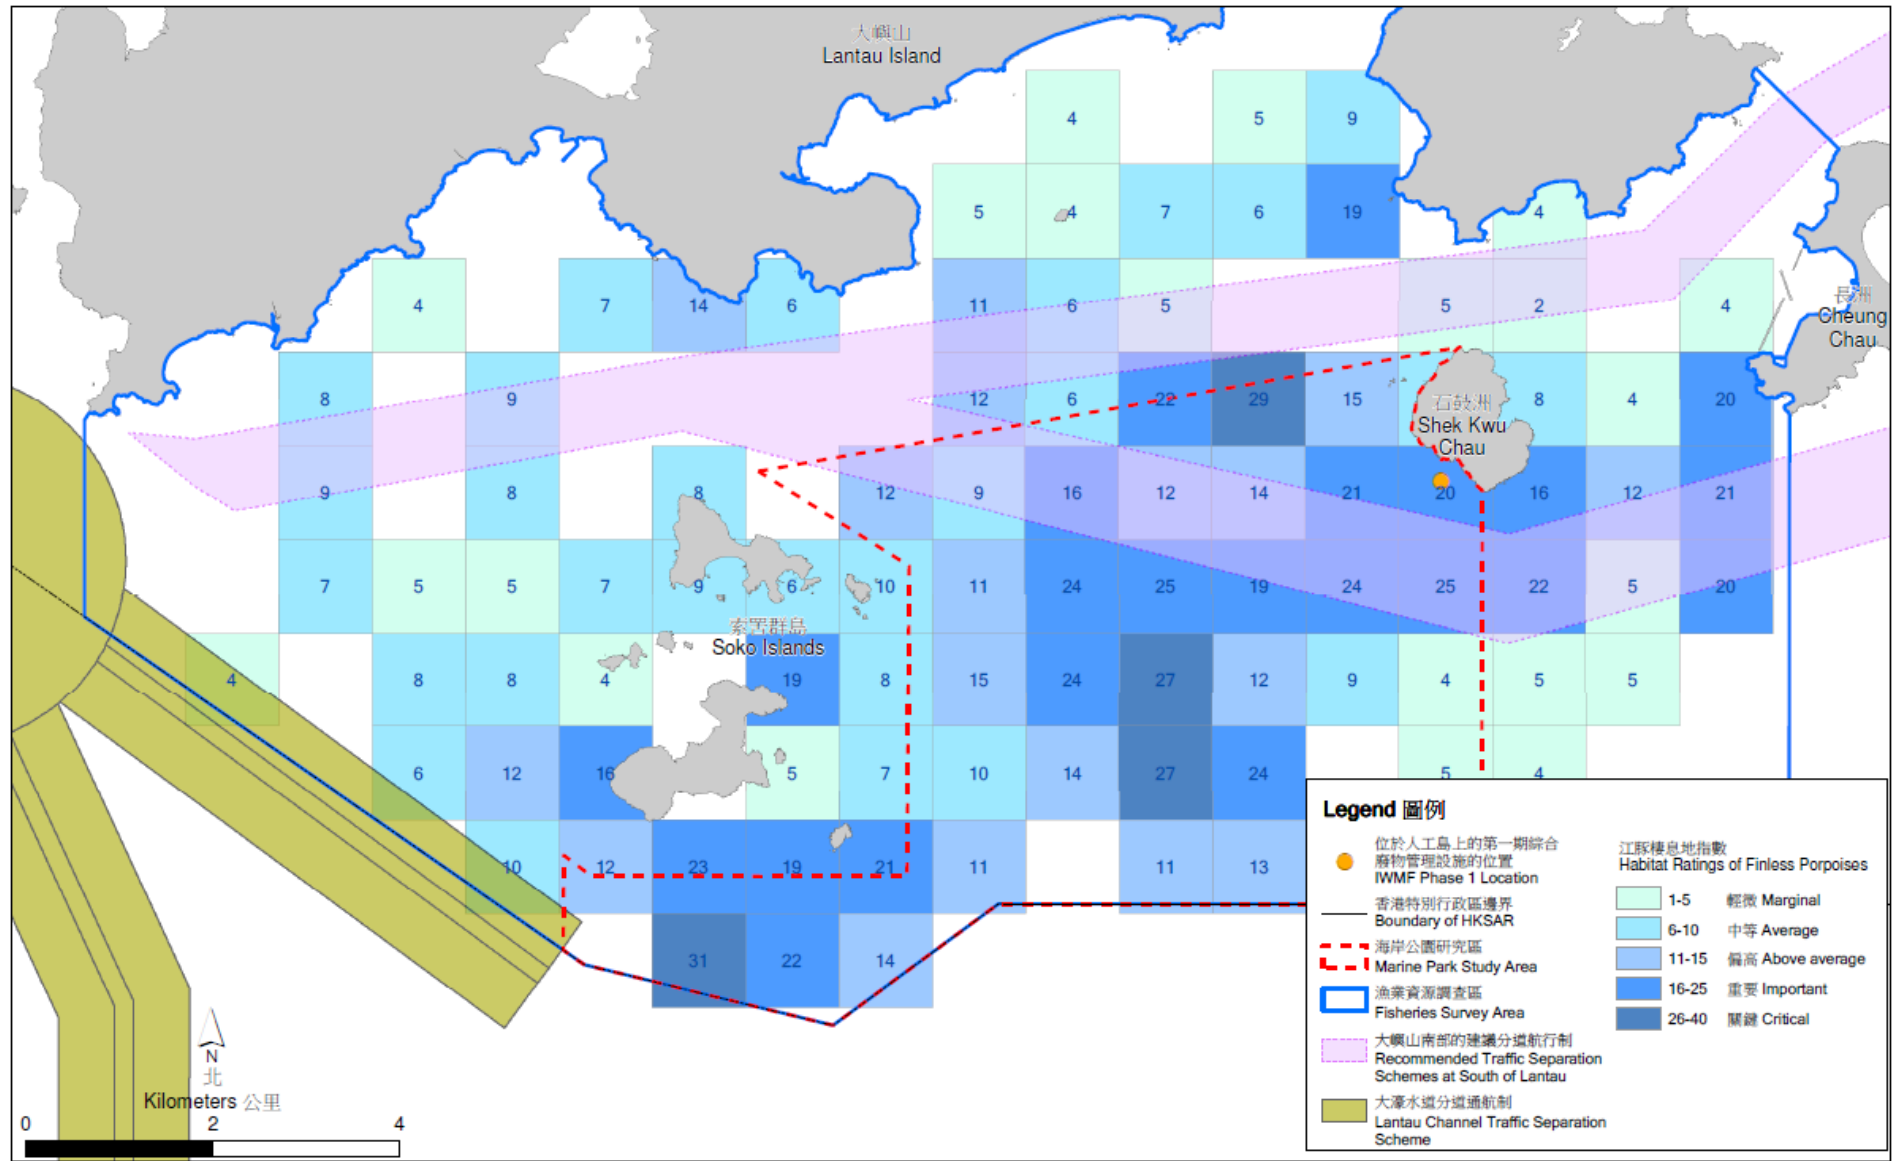 大嶼山
Lantau Island
4 5 9
5 4 7 6 19 4
4 7 14 6 11 6 5 5 2 4
長洲
Cheung
Chau
8 9 12 6 22 29 15 8 4 20
石鼓洲
Shek Kwu
Chau
9 8 8 12 9 16 12 14 21 20 16 12 21
7 5 5 7 9 6 10 11 24 25 19 24 25 22 5 20
索罟群島
Soko Islands
4 8 8 4 19 8 15 24 27 12 9 4 5 5
6 12 16 5 7 10 14 27 24 5 4
10 12 23 19 21 11 11 13
31 22 14
N
北
Kilometers 公里
0 2 4
Legend 圖例
位於人工島上的第一期綜合
廢物管理設施的位置
IWMF Phase 1 Location
香港特別行政區邊界
Boundary of HKSAR
海岸公園研究區
Marine Park Study Area
漁業資源調查區
Fisheries Survey Area
大嶼山南部的建議分道航行制
Recommended Traffic Separation
Schemes at South of Lantau
大濠水道分道通航制
Lantau Channel Traffic Separation
Scheme
江豚棲息地指數
Habitat Ratings of Finless Porpoises
1-5 輕微 Marginal
6-10 中等 Average
11-15 偏高 Above average
16-25 重要 Important
26-40 關鍵 Critical